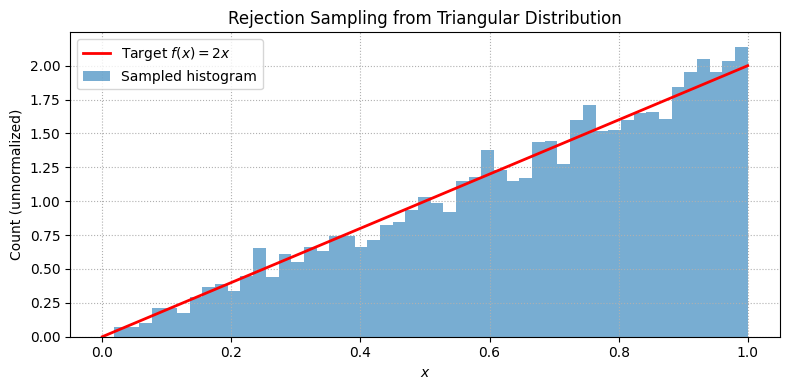 Rejection Sampling from Triangular Distribution
Target f(x) = 2x
Sampled histogram
Count (unnormalized)
2.00
1.75
1.50
1.25
1.00
0.75
0.50
0.25
0.00
0.0 0.2 0.4 0.6 0.8 1.0
x